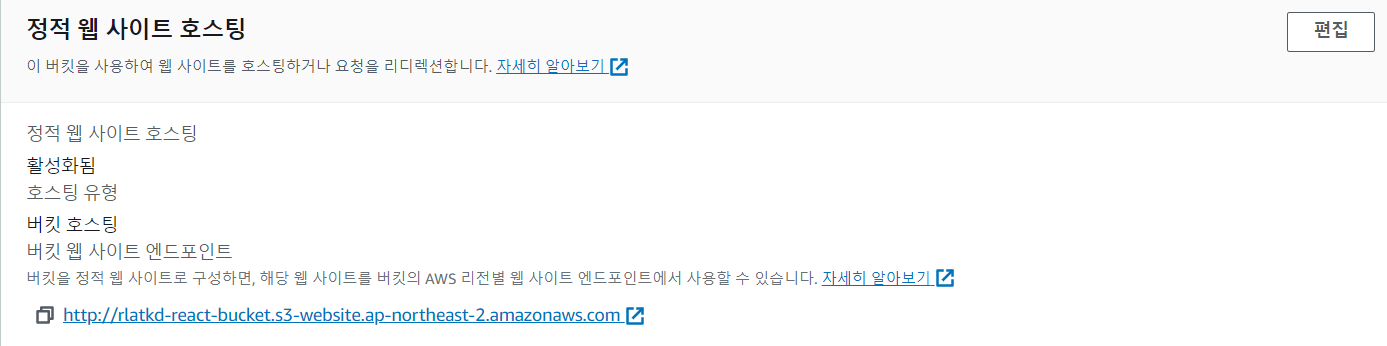 정적 웹 사이트 호스팅
편집
이 버킷을 사용하여 웹 사이트를 호스팅하거나 요청을 리디렉션합니다. 자세히 알아보기
정적 웹 사이트 호스팅
활성화됨
호스팅 유형
버킷 호스팅
버킷 웹 사이트 엔드포인트
버킷을 정적 웹 사이트로 구성하면, 해당 웹 사이트를 버킷의 AWS 리전별 웹 사이트 엔드포인트에서 사용할 수 있습니다. 자세히 알아보기
http://rlatkd-react-bucket.s3-website.ap-northeast-2.amazonaws.com